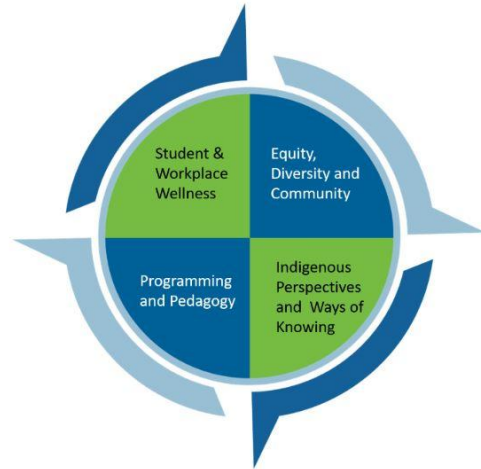 Student &
Workplace
Wellness
Equity,
Diversity and
Community
Programming
and Pedagogy
Indigenous
Perspectives
and Ways of
Knowing